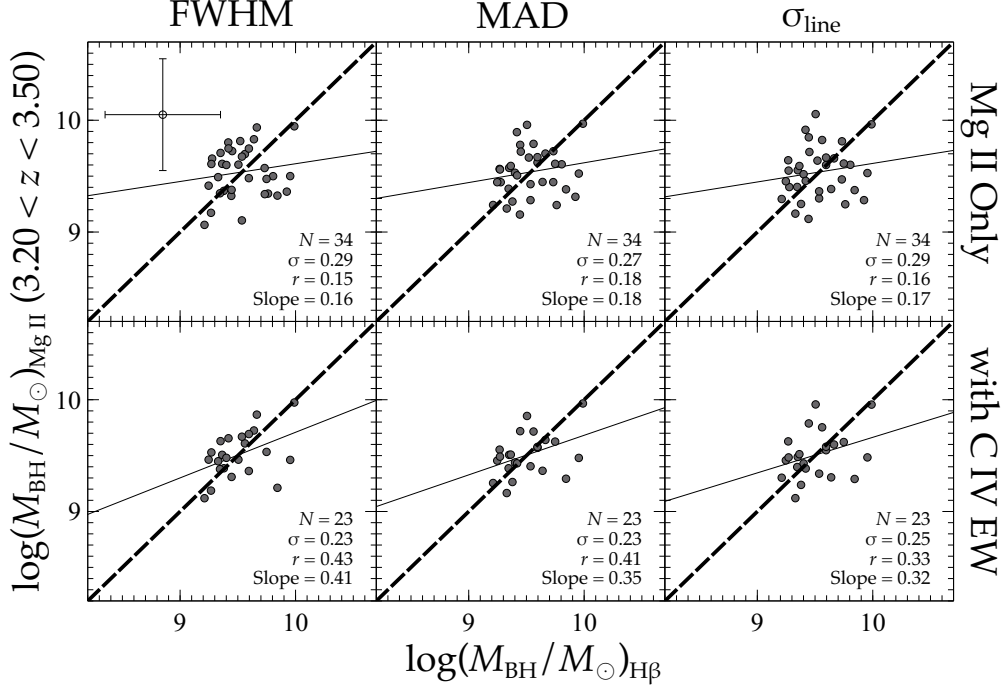 FWHM MAD σline
log(MBH/M⊙)Mg II (3.20 < z < 3.50)
10
9
N = 34
σ = 0.29
r = 0.15
Slope = 0.16
N = 34
σ = 0.27
r = 0.18
Slope = 0.18
N = 34
σ = 0.29
r = 0.16
Slope = 0.17
Mg II Only
10
9
N = 23
σ = 0.23
r = 0.43
Slope = 0.41
N = 23
σ = 0.23
r = 0.41
Slope = 0.35
N = 23
σ = 0.25
r = 0.33
Slope = 0.32
with C IV EW
9 10 9 10 9 10
log(MBH/M⊙)Hβ